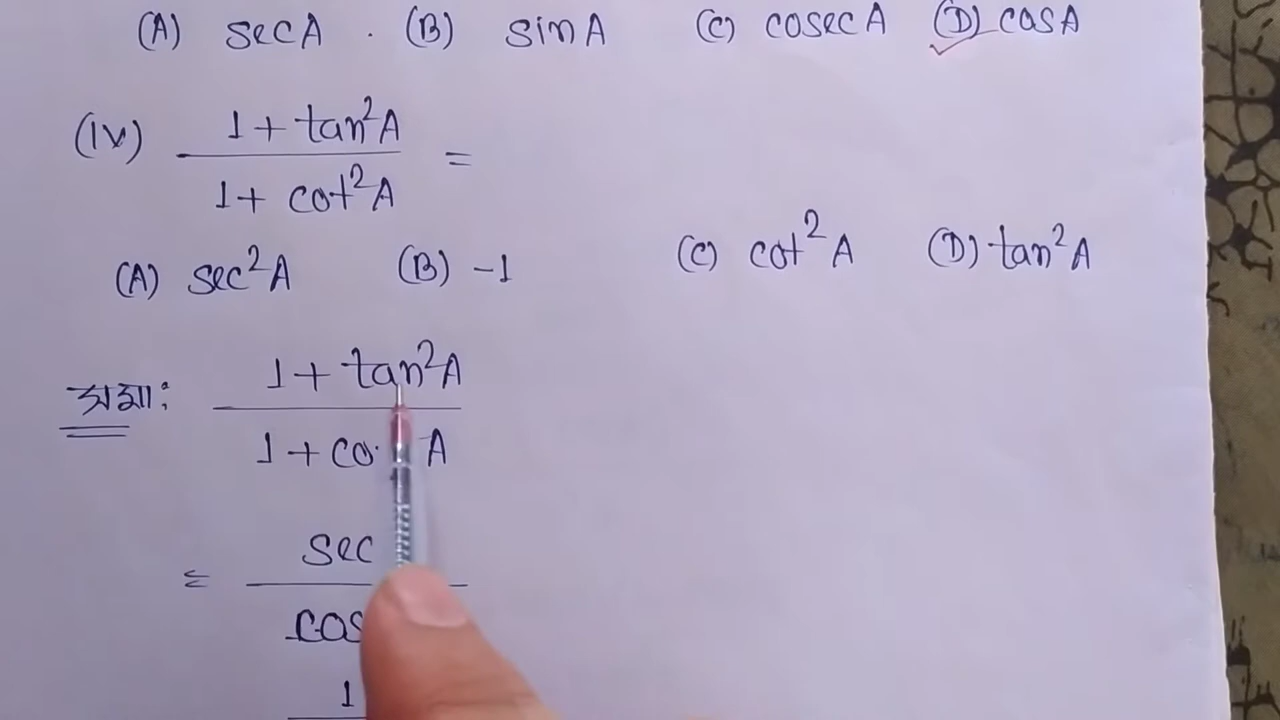 (A) secA . (B) sinA (C) cosecA (D) cosA
(iv) 1 + tan²A
1 + cot²A =
(A) sec²A (B) -1 (C) cot²A (D) tan²A
সমা: 1 + tan²A
1 + co A
= sec
cos
1